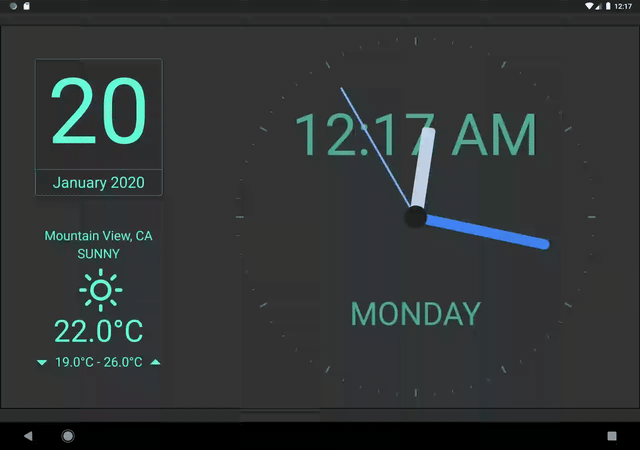 12:17
20
January 2020
Mountain View, CA
SUNNY
22.0°C
19.0°C - 26.0°C
12:17 AM
MONDAY